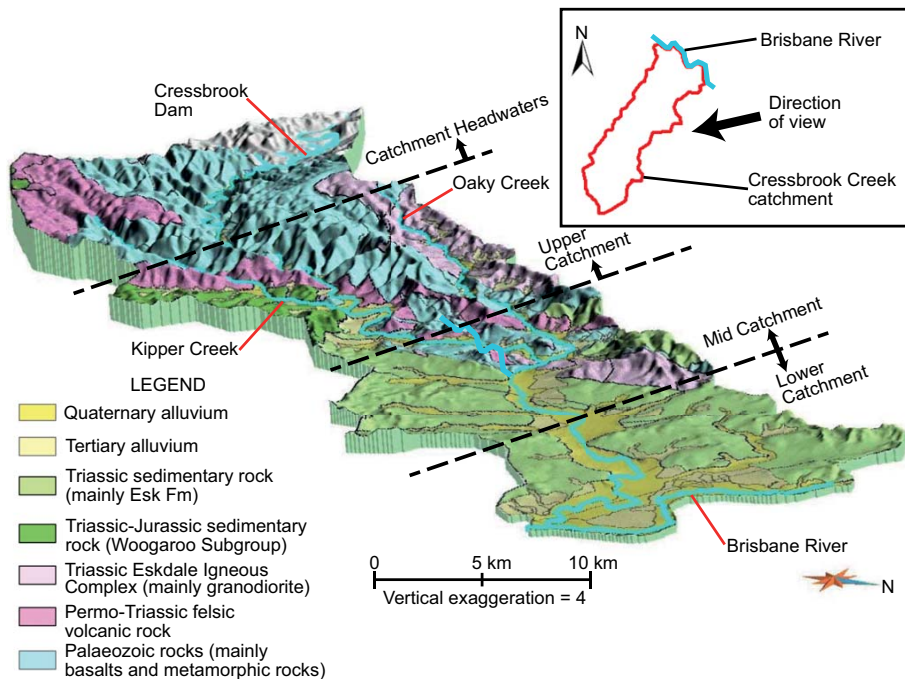 N
Brisbane River
Direction
of view
Cressbrook Creek
catchment
Cressbrook
Dam
Catchment Headwaters
Oaky Creek
Upper
Catchment
Mid Catchment
Lower
Catchment
Kipper Creek
Brisbane River
LEGEND
Quaternary alluvium
Tertiary alluvium
Triassic sedimentary rock
(mainly Esk Fm)
Triassic-Jurassic sedimentary
rock (Woogaroo Subgroup)
Triassic Eskdale Igneous
Complex (mainly granodiorite)
Permo-Triassic felsic
volcanic rock
Palaeozoic rocks (mainly
basalts and metamorphic rocks)
0 5 km 10 km
Vertical exaggeration = 4
N